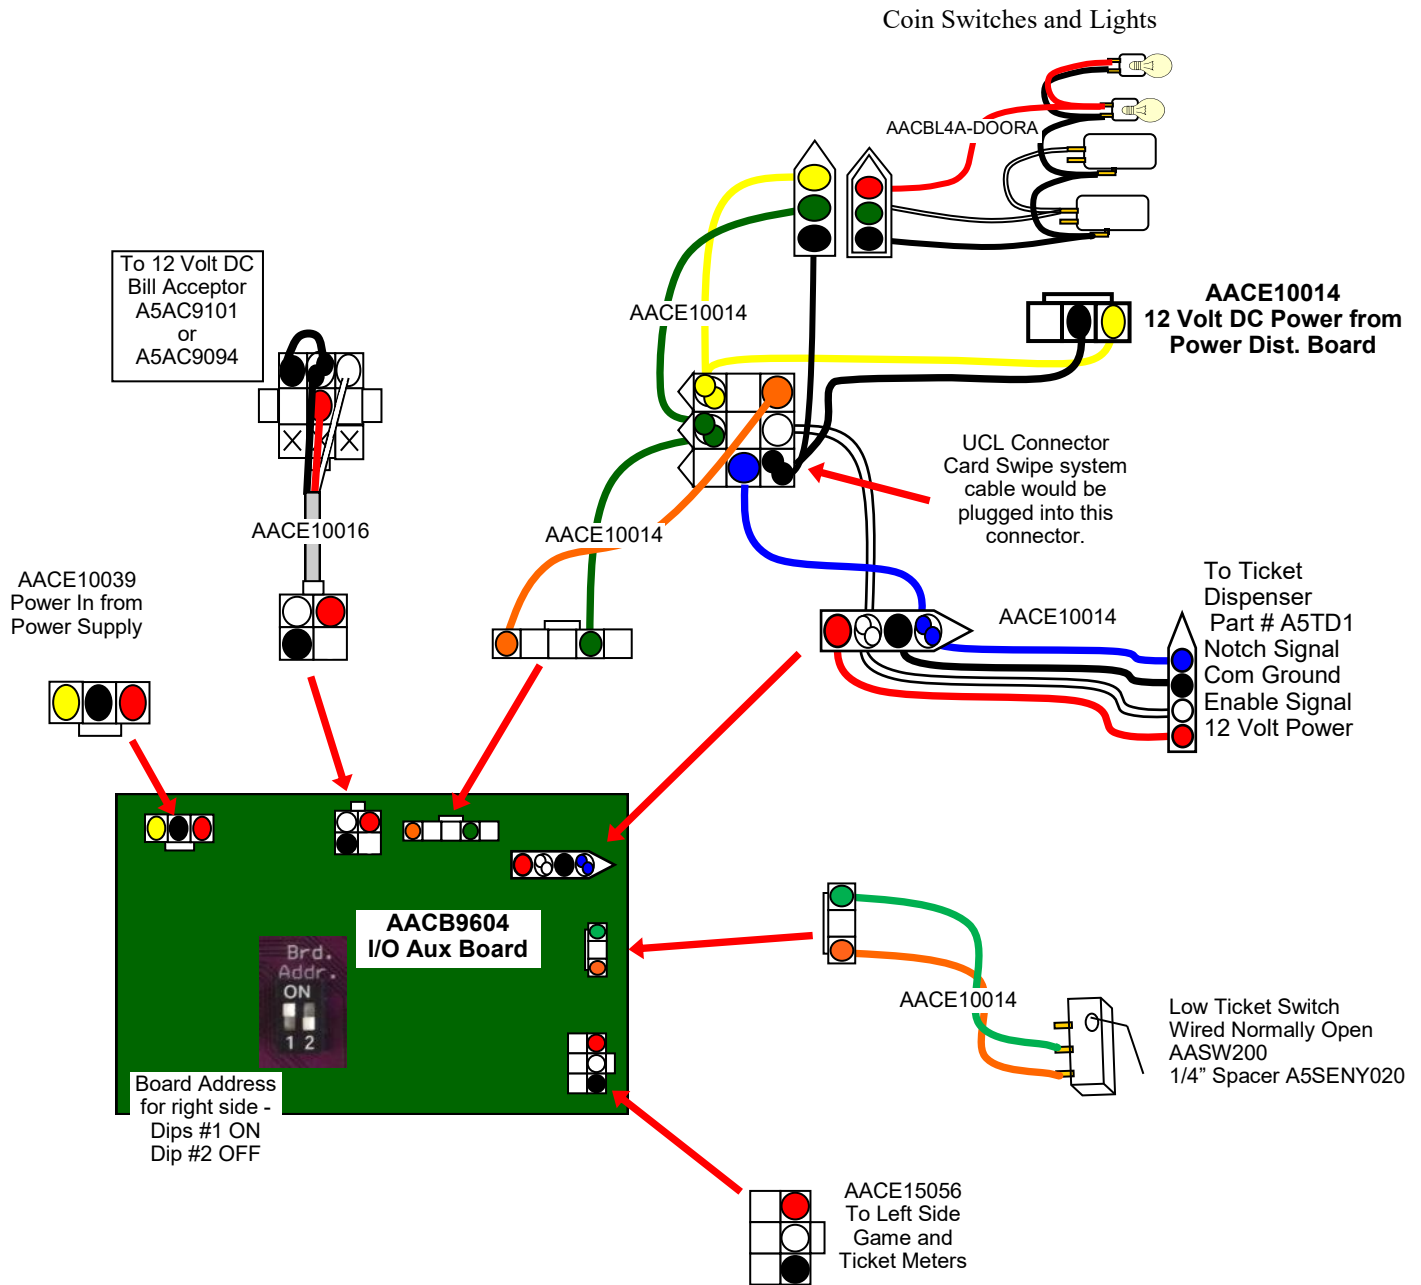 Coin Switches and Lights
AACBL4A-DOORA
To 12 Volt DC
Bill Acceptor
A5AC9101
or
A5AC9094
AACE10014
AACE10014
12 Volt DC Power from
Power Dist. Board
UCL Connector
Card Swipe system
cable would be
plugged into this
connector.
AACE10016
AACE10014
AACE10039
Power In from
Power Supply
AACE10014
To Ticket
Dispenser
Part # A5TD1
Notch Signal
Com Ground
Enable Signal
12 Volt Power
AACB9604
I/O Aux Board
Brd.
Addr.
ON
1 2
Board Address
for right side -
Dips #1 ON
Dip #2 OFF
AACE10014
Low Ticket Switch
Wired Normally Open
AASW200
1/4” Spacer A5SENY020
AACE15056
To Left Side
Game and
Ticket Meters